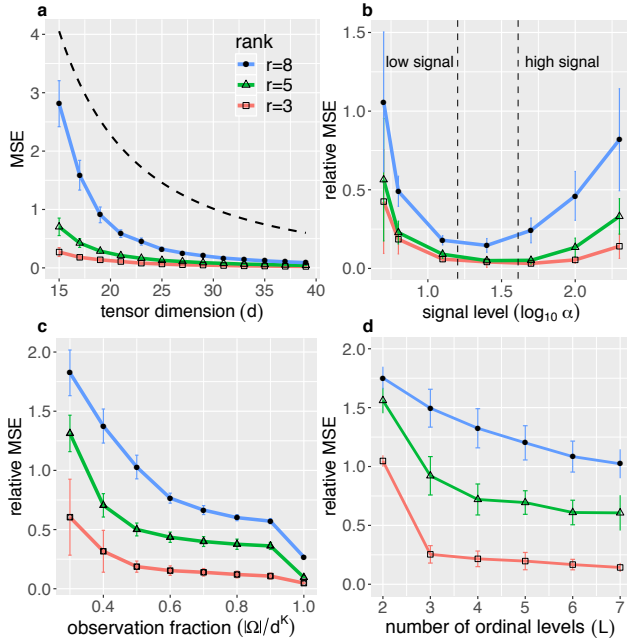 a
MSE
4
3
2
1
0
rank
r=8
r=5
r=3
15 20 25 30 35 40
tensor dimension (d)
b
relative MSE
1.5
1.0
0.5
0.0
low signal
high signal
1.0 1.5 2.0
signal level (log10 α)
c
relative MSE
2.0
1.5
1.0
0.5
0.0
0.4 0.6 0.8 1.0
observation fraction (|Ω|/d^K)
d
relative MSE
2.0
1.5
1.0
0.5
0.0
2 3 4 5 6 7
number of ordinal levels (L)